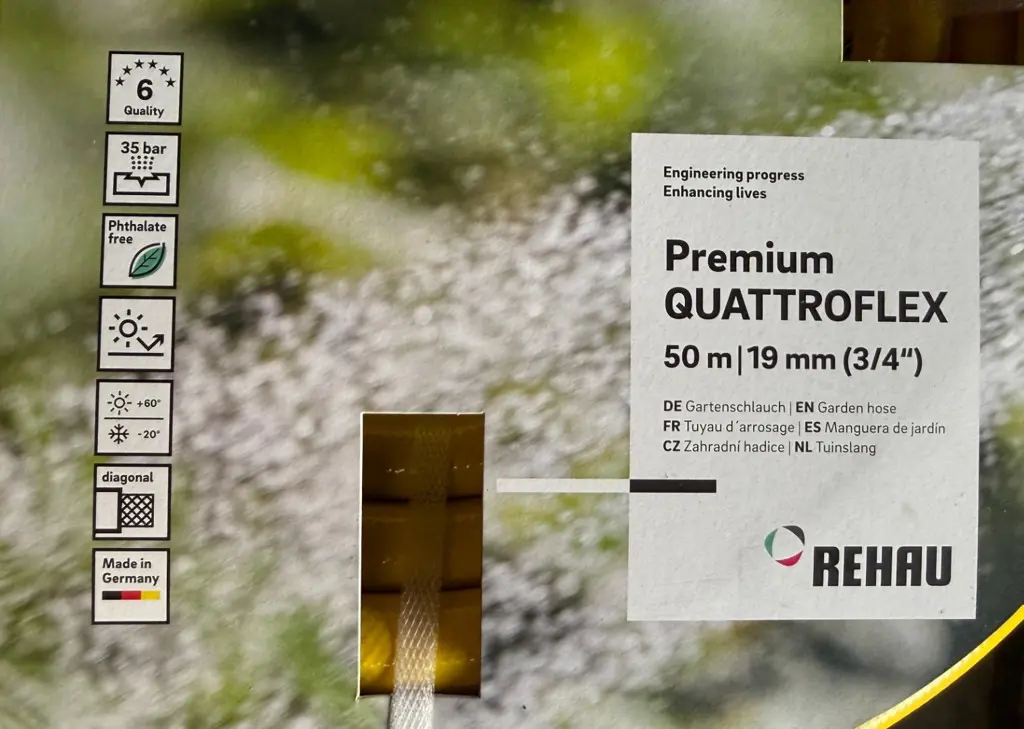 6
Quality
35 bar
Phthalate
free
+60°
-20°
diagonal
Made in
Germany
Engineering progress
Enhancing lives
Premium
QUATTROFLEX
50 m | 19 mm (3/4“)
DE Gartenschlauch | EN Garden hose
FR Tuyau d´arrosage | ES Manguera de jardín
CZ Zahradní hadice | NL Tuinslang
REHAU